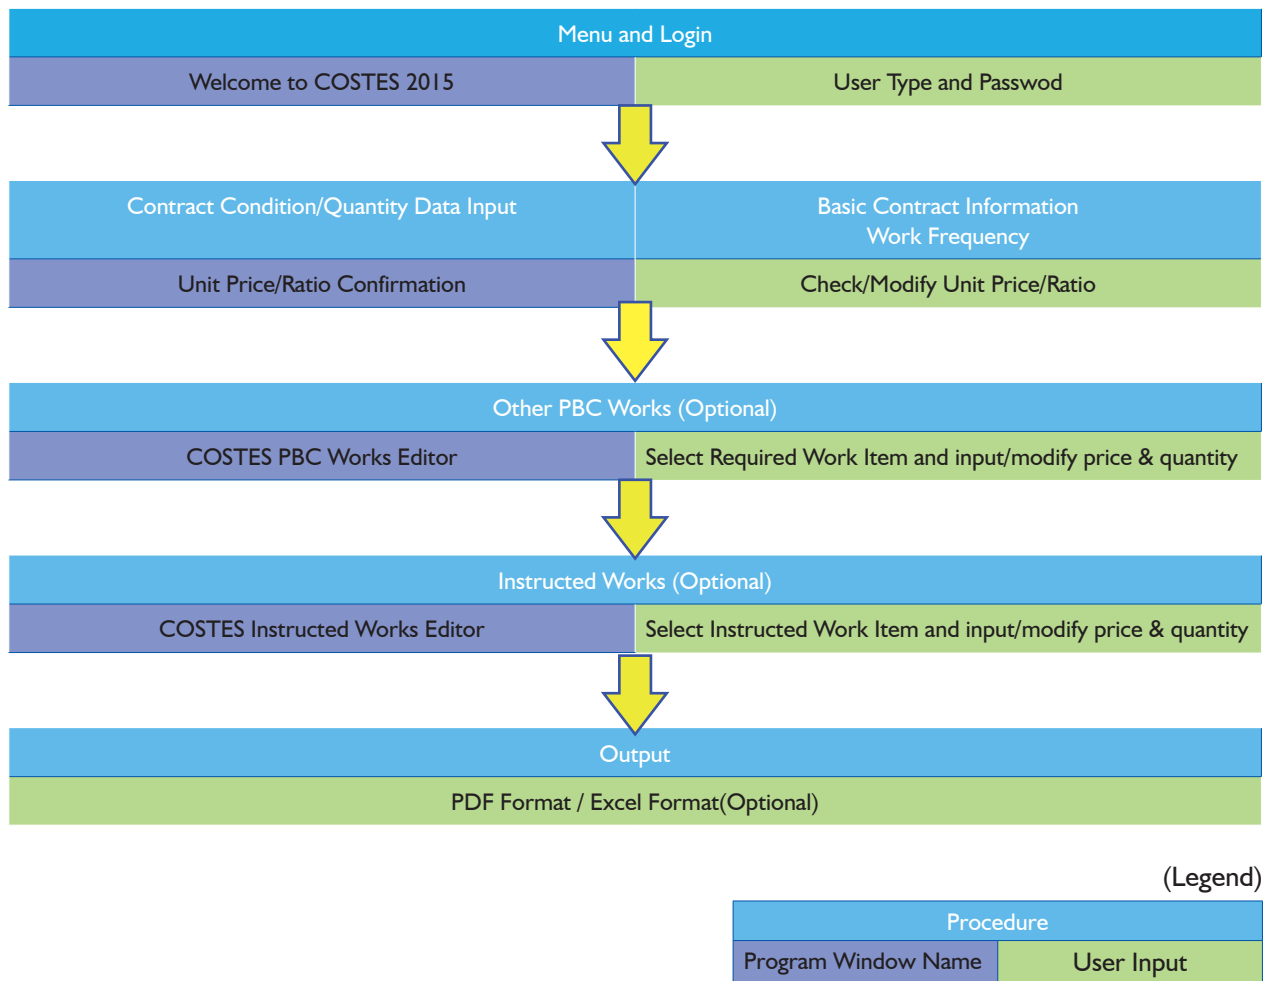 Menu and Login
Welcome to COSTES 2015
User Type and Passwod
Contract Condition/Quantity Data Input
Basic Contract Information
Work Frequency
Unit Price/Ratio Confirmation
Check/Modify Unit Price/Ratio
Other PBC Works (Optional)
COSTES PBC Works Editor
Select Required Work Item and input/modify price & quantity
Instructed Works (Optional)
COSTES Instructed Works Editor
Select Instructed Work Item and input/modify price & quantity
Output
PDF Format / Excel Format(Optional)
(Legend)
Procedure
Program Window Name
User Input